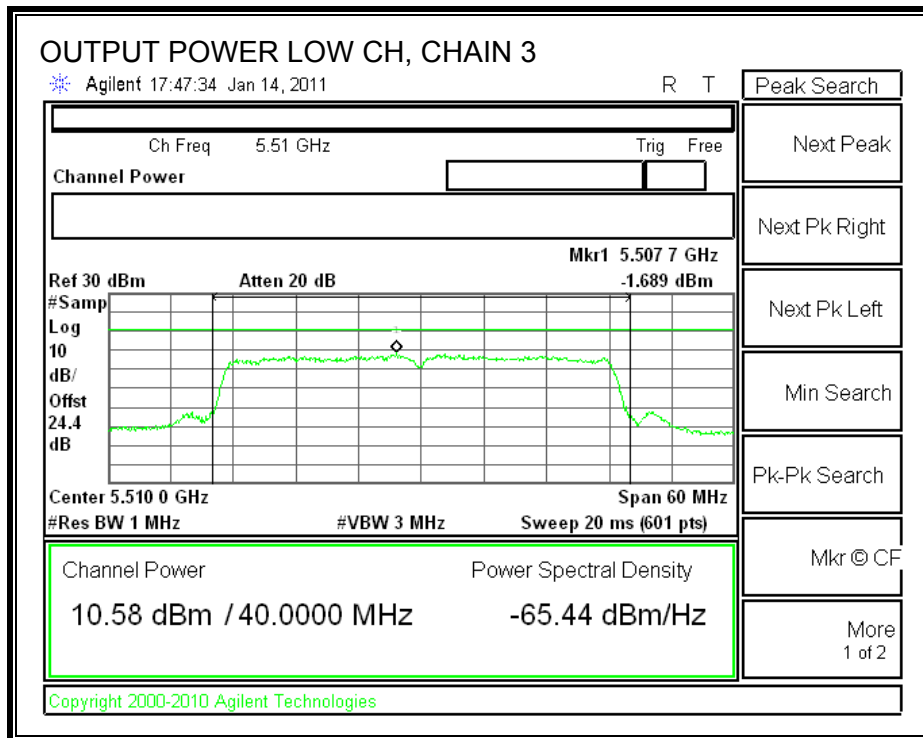 OUTPUT POWER LOW CH, CHAIN 3
Agilent 17:47:34 Jan 14, 2011 R T
Peak Search
Ch Freq 5.51 GHz Trig Free
Channel Power
Next Peak
Next Pk Right
Mkr1 5.507 7 GHz
Ref 30 dBm Atten 20 dB -1.689 dBm
#Samp
Log
10
dB/
Offst
24.4
dB
1
Next Pk Left
Min Search
Pk-Pk Search
Center 5.510 0 GHz Span 60 MHz
#Res BW 1 MHz #VBW 3 MHz Sweep 20 ms (601 pts)
Channel Power Power Spectral Density
10.58 dBm / 40.0000 MHz -65.44 dBm/Hz
Mkr © CF
More
1 of 2
Copyright 2000-2010 Agilent Technologies